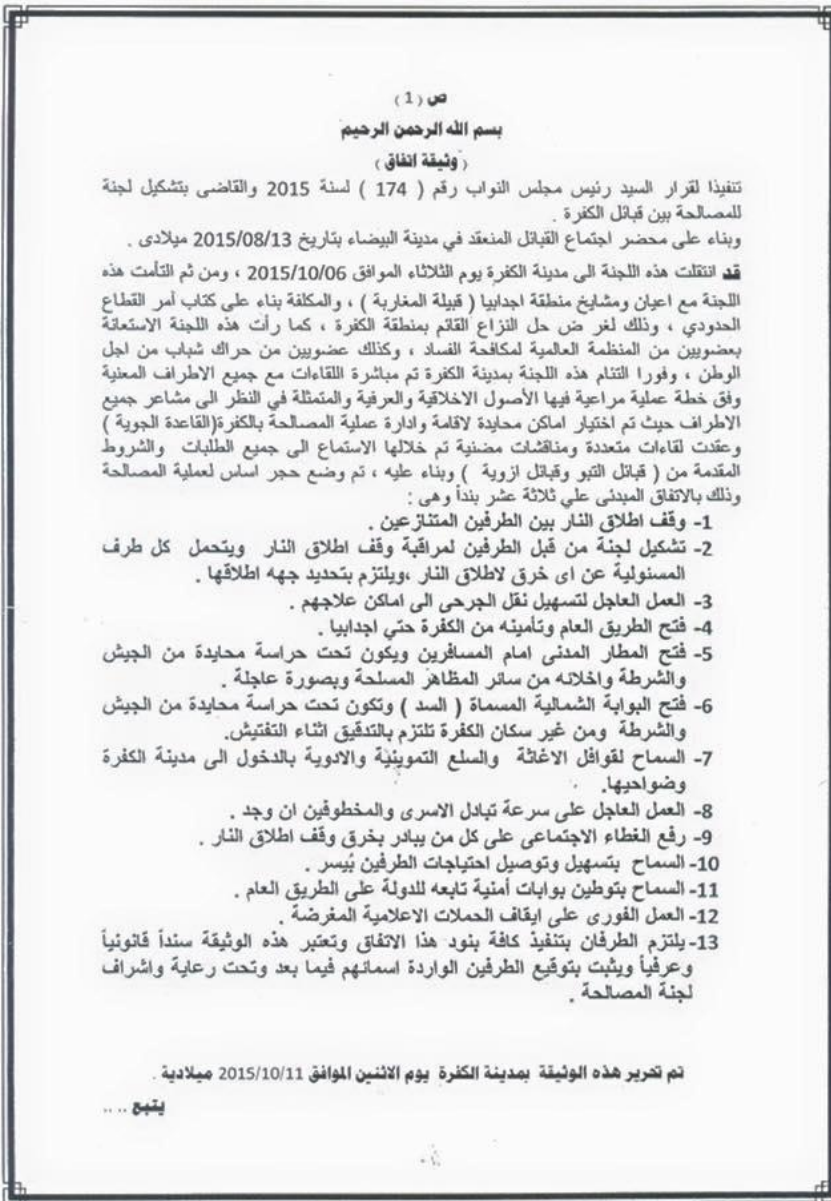 ص ( 1 )
بسم الله الرحمن الرحيم
( وثيقة اتفاق )
تنفيذا لقرار السيد رئيس مجلس النواب رقم ( 174 ) لسنة 2015 والقاضى بتشكيل لجنة
للمصالحة بين قبائل الكفرة .
وبناء على محضر اجتماع القبائل المنعقد في مدينة البيضاء بتاريخ 2015/08/13 ميلادى .
قد انتقلت هذه اللجنة الى مدينة الكفرة يوم الثلاثاء الموافق 2015/10/06 ، ومن ثم التأمت هذه
اللجنة مع اعيان ومشايخ منطقة اجدابيا ( قبيلة المغاربة ) ، والمكلفة بناء على كتاب أمر القطاع
الحدودي ، وذلك لغر ض حل النزاع القائم بمنطقة الكفرة ، كما رأت هذه اللجنة الاستعانة
بعضويين من المنظمة العالمية لمكافحة الفساد ، وكذلك عضويين من حراك شباب من اجل
الوطن ، وفورا التنام هذه اللجنة بمدينة الكفرة تم مباشرة اللقاءات مع جميع الاطراف المعنية
وفق خطة عملية مراعية فيها الأصول الاخلاقية والعرفية والمتمثلة في النظر الى مشاعر جميع
الاطراف حيث تم اختيار اماكن محايدة لاقامة وادارة عملية المصالحة بالكفرة(القاعدة الجوية )
وعقدت لقاءات متعددة ومناقشات مضنية تم خلالها الاستماع الى جميع الطلبات والشروط
المقدمة من ( قبائل التبو وقبائل ازوية ) وبناء عليه ، تم وضع حجر اساس لعملية المصالحة
وذلك بالاتفاق المبدئى علي ثلاثة عشر بنداً وهى :
1- وقف اطلاق النار بين الطرفين المتنازعين .
2- تشكيل لجنة من قبل الطرفين لمراقبة وقف اطلاق النار ويتحمل كل طرف
المسئولية عن اى خرق لاطلاق النار ،ويلتزم بتحديد جهه اطلاقها .
3- العمل العاجل لتسهيل نقل الجرحى الى اماكن علاجهم .
4- فتح الطريق العام وتأمينه من الكفرة حتي اجدابيا .
5- فتح المطار المدنى امام المسافرين ويكون تحت حراسة محايدة من الجيش
والشرطة واخلائه من سائر المظاهر المسلحة وبصورة عاجلة .
6- فتح البوابة الشمالية المسماة ( السد ) وتكون تحت حراسة محايدة من الجيش
والشرطة ومن غير سكان الكفرة تلتزم بالتدقيق اثناء التفتيش.
7- السماح لقوافل الاغاثة والسلع التموينية والادوية بالدخول الى مدينة الكفرة
وضواحيها.
8- العمل العاجل على سرعة تبادل الاسرى والمخطوفين ان وجد .
9- رفع الغطاء الاجتماعى على كل من يبادر بخرق وقف اطلاق النار .
10- السماح بتسهيل وتوصيل احتياجات الطرفين بُيسر .
11- السماح بتوطين بوابات أمنية تابعه للدولة على الطريق العام .
12- العمل الفورى على ايقاف الحملات الاعلامية المغرضة .
13- يلتزم الطرفان بتنفيذ كافة بنود هذا الاتفاق وتعتبر هذه الوثيقة سنداً قانونياً
وعرفياً ويثبت بتوقيع الطرفين الواردة اسمائهم فيما بعد وتحت رعاية واشراف
لجنة المصالحة .
تم تحرير هذه الوثيقة بمدينة الكفرة يوم الاثنين الموافق 2015/10/11 ميلادية .
يتبع .. ..